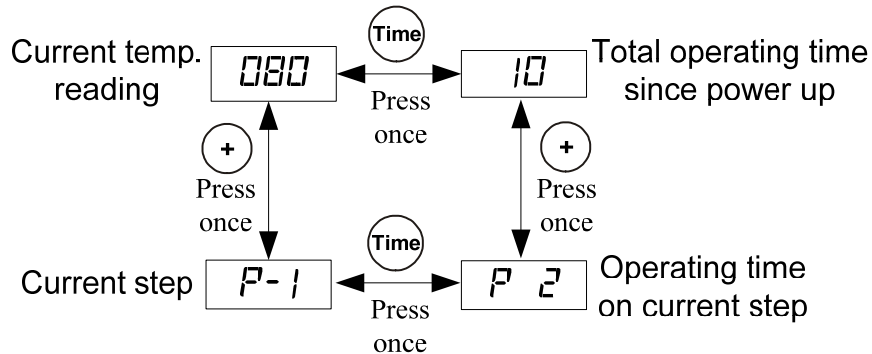 Current temp.
reading
080
Time
Press
once
10
Total operating time
since power up
+
Press
once
+
Press
once
Current step
P-1
Time
Press
once
P 2
Operating time
on current step